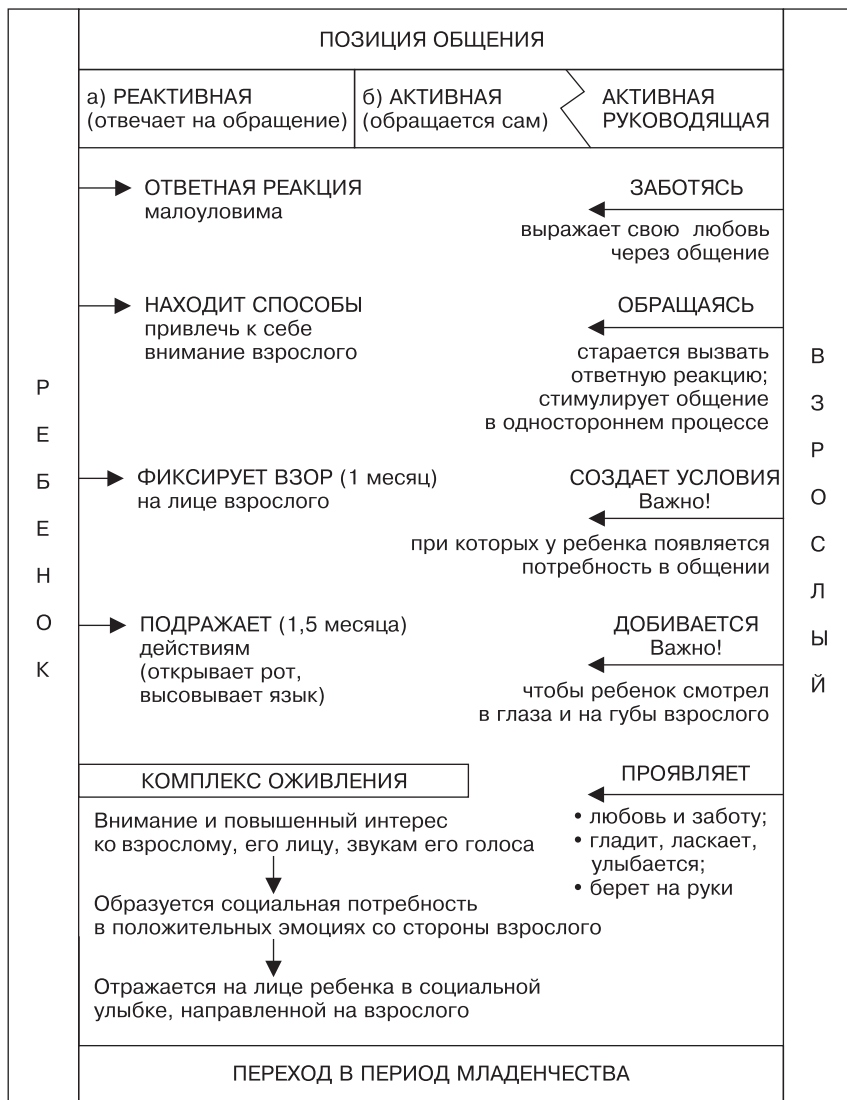 ПОЗИЦИЯ ОБЩЕНИЯ
а) РЕАКТИВНАЯ
(отвечает на обращение)
б) АКТИВНАЯ
(обращается сам)
АКТИВНАЯ
РУКОВОДЯЩАЯ
РЕБЕНОК
ОТВЕТНАЯ РЕАКЦИЯ
малоуловима
ЗАБОТЯСЬ
выражает свою любовь
через общение
НАХОДИТ СПОСОБЫ
привлечь к себе
внимание взрослого
ОБРАЩАЯСЬ
старается вызвать
ответную реакцию;
стимулирует общение
в одностороннем процессе
ФИКСИРУЕТ ВЗОР (1 месяц)
на лице взрослого
СОЗДАЕТ УСЛОВИЯ
Важно!
при которых у ребенка появляется
потребность в общении
ПОДРАЖАЕТ (1,5 месяца)
действиям
(открывает рот,
высовывает язык)
ДОБИВАЕТСЯ
Важно!
чтобы ребенок смотрел
в глаза и на губы взрослого
КОМПЛЕКС ОЖИВЛЕНИЯ
Внимание и повышенный интерес
ко взрослому, его лицу, звукам его голоса
Образуется социальная потребность
в положительных эмоциях со стороны взрослого
Отражается на лице ребенка в социальной
улыбке, направленной на взрослого
ПРОЯВЛЯЕТ
• любовь и заботу;
• гладит, ласкает,
улыбается;
• берет на руки
ВЗРОСЛЫЙ
ПЕРЕХОД В ПЕРИОД МЛАДЕНЧЕСТВА